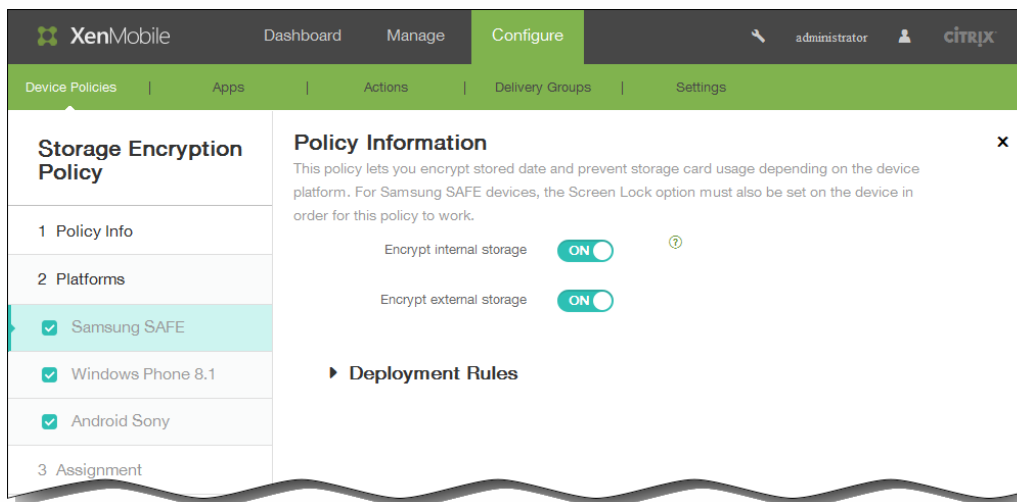 XenMobile Dashboard Manage Configure administrator CİTRIX
Device Policies | Apps | Actions | Delivery Groups | Settings
Storage Encryption
Policy
1 Policy Info
2 Platforms
Samsung SAFE
Windows Phone 8.1
Android Sony
3 Assignment
Policy Information
x
This policy lets you encrypt stored date and prevent storage card usage depending on the device
platform. For Samsung SAFE devices, the Screen Lock option must also be set on the device in
order for this policy to work.
Encrypt internal storage ON ?
Encrypt external storage ON
Deployment Rules